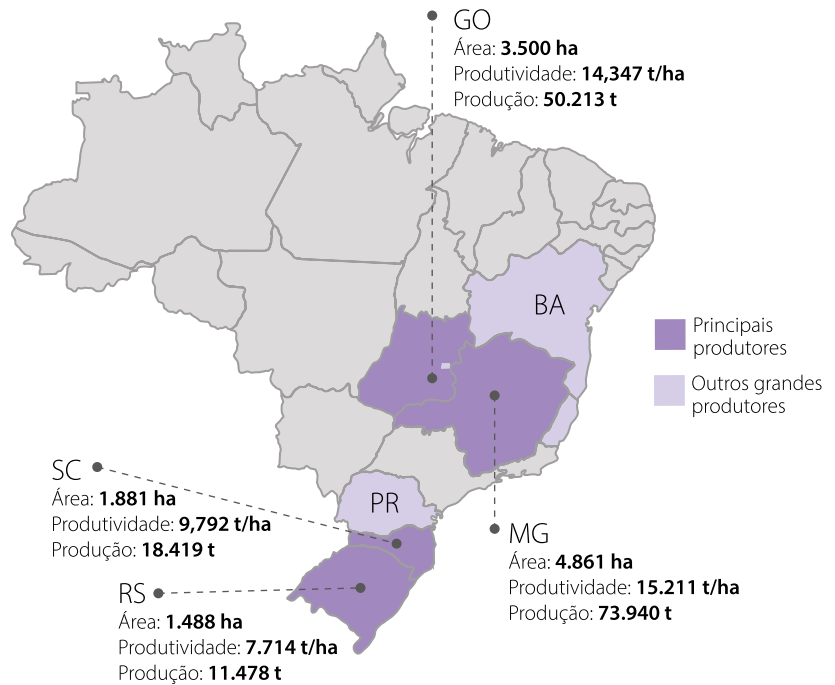 GO
Área: 3.500 ha
Produtividade: 14,347 t/ha
Produção: 50.213 t
BA
Principais
produtores
Outros grandes
produtores
SC
Área: 1.881 ha
Produtividade: 9,792 t/ha
Produção: 18.419 t
PR
MG
Área: 4.861 ha
Produtividade: 15.211 t/ha
Produção: 73.940 t
RS
Área: 1.488 ha
Produtividade: 7.714 t/ha
Produção: 11.478 t